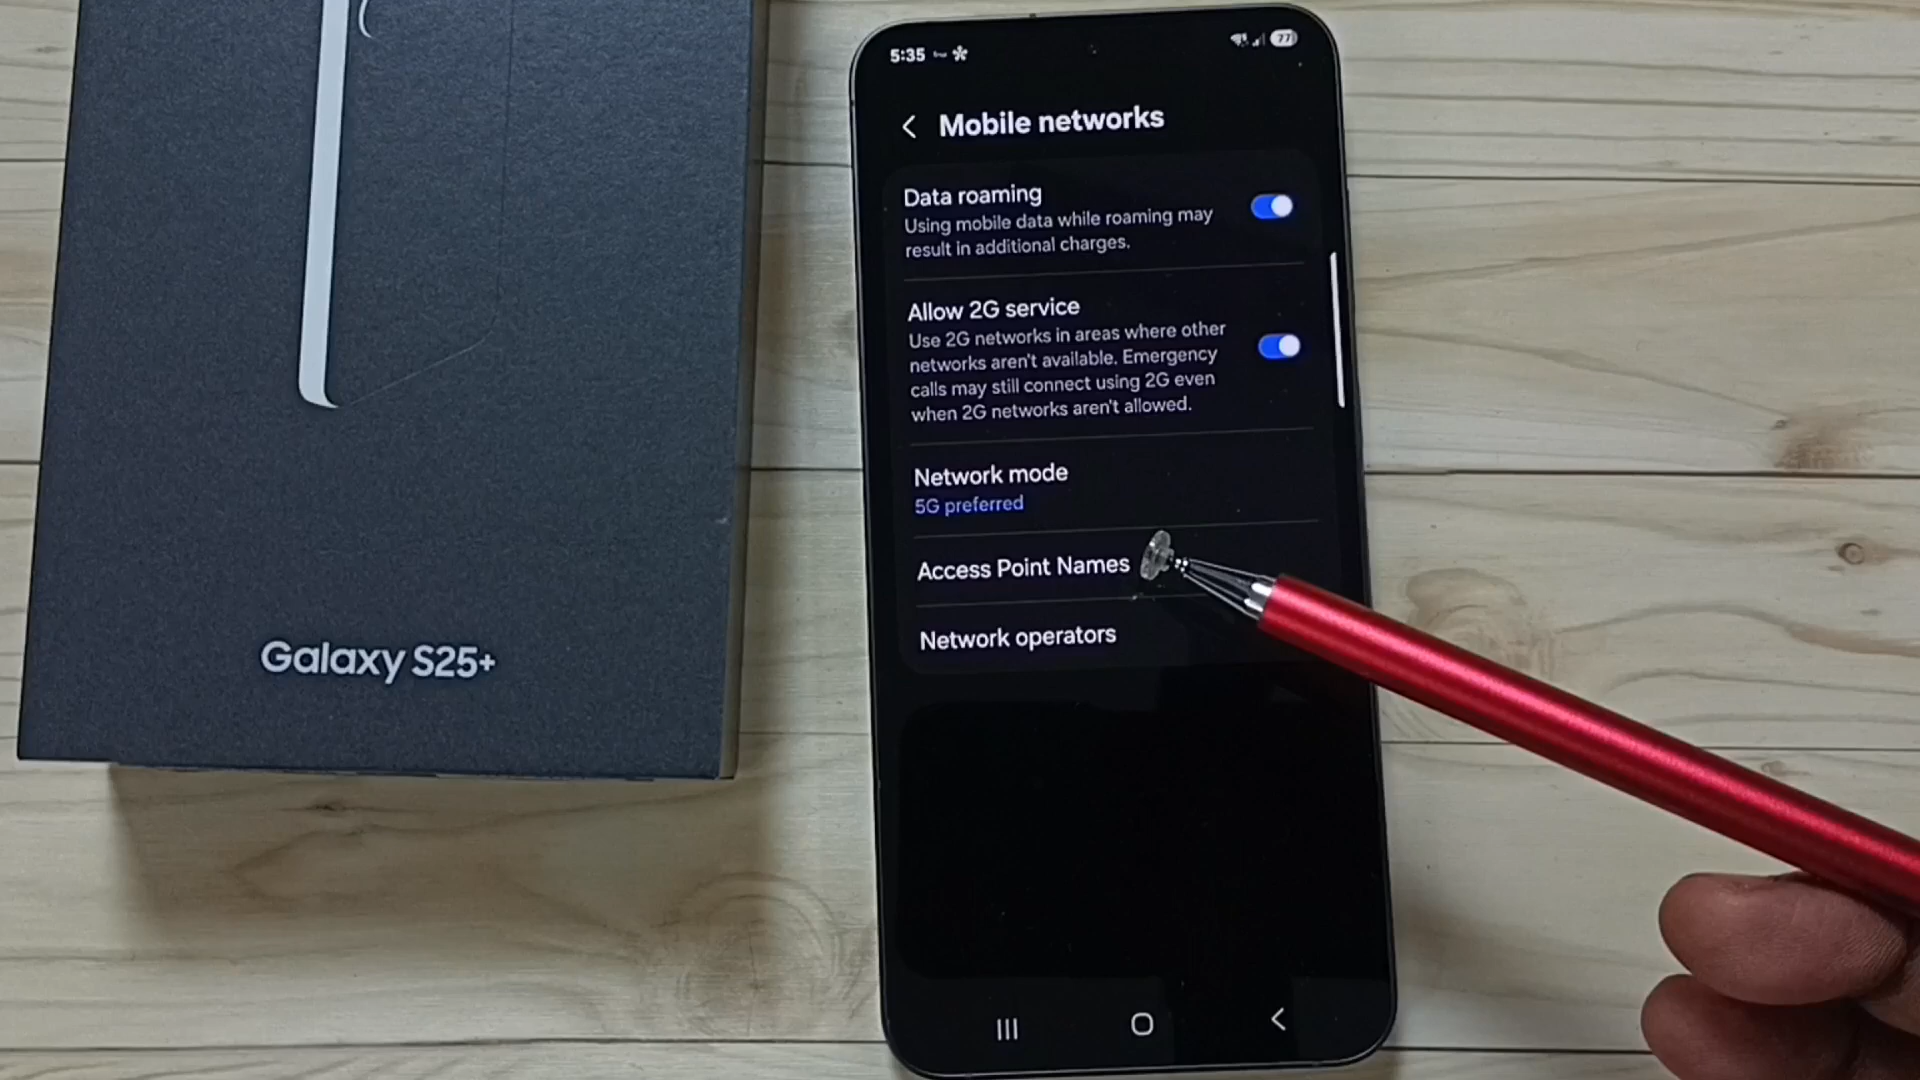 5:35
77
Mobile networks
Data roaming
Using mobile data while roaming may
result in additional charges.
Allow 2G service
Use 2G networks in areas where other
networks aren't available. Emergency
calls may still connect using 2G even
when 2G networks aren't allowed.
Network mode
5G preferred
Access Point Names
Network operators
Galaxy S25+